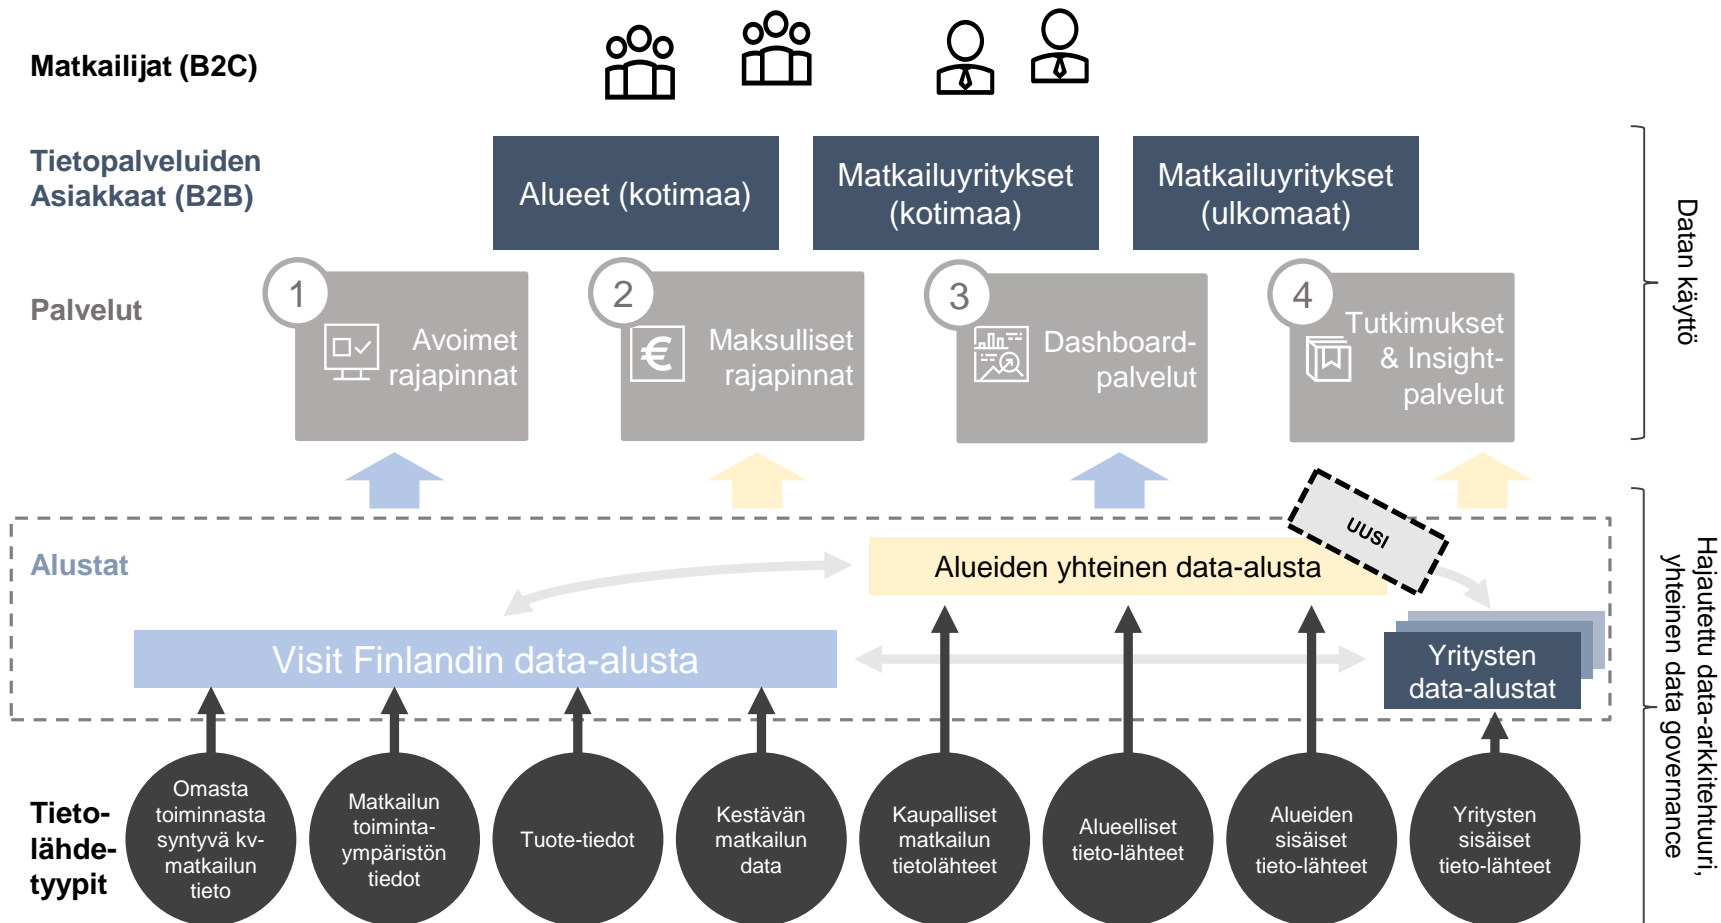 Matkailijat (B2C)
Tietopalveluiden
Asiakkaat (B2B)
Alueet (kotimaa)
Matkailuyritykset
(kotimaa)
Matkailuyritykset
(ulkomaat)
Datan käyttö
Palvelut
1
Avoimet
rajapinnat
2
€
Maksulliset
rajapinnat
3
Dashboard-
palvelut
4
Tutkimukset
& Insight-
palvelut
Alustat
UUSI
Alueiden yhteinen data-alusta
Visit Finlandin data-alusta
Yritysten
data-alustat
Hajautettu data-arkkitehtuuri,
yhteinen data governance
Tieto-
lähde-
tyypit
Omasta
toiminnasta
syntyvä kv-
matkailun
tieto
Matkailun
toiminta-
ympäristön
tiedot
Tuote-tiedot
Kestävän
matkailun
data
Kaupalliset
matkailun
tietolähteet
Alueelliset
tieto-lähteet
Alueiden
sisäiset
tieto-lähteet
Yritysten
sisäiset
tieto-lähteet